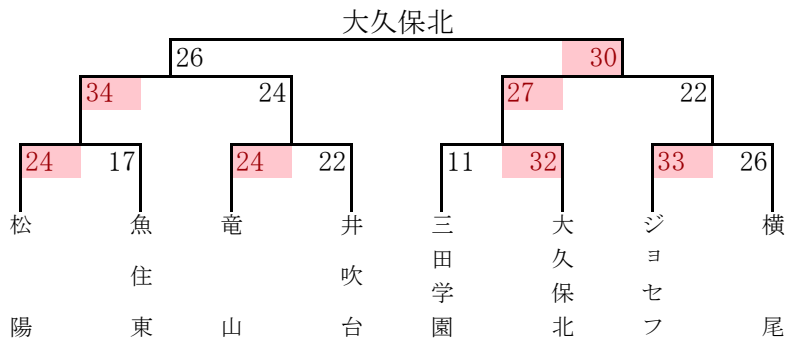 大久保北
26 30
34 24 27 22
24 17 24 22 11 32 33 26
松陽
魚住東
竜山
井吹台
三田学園
大久保北
ジョセフ
横尾